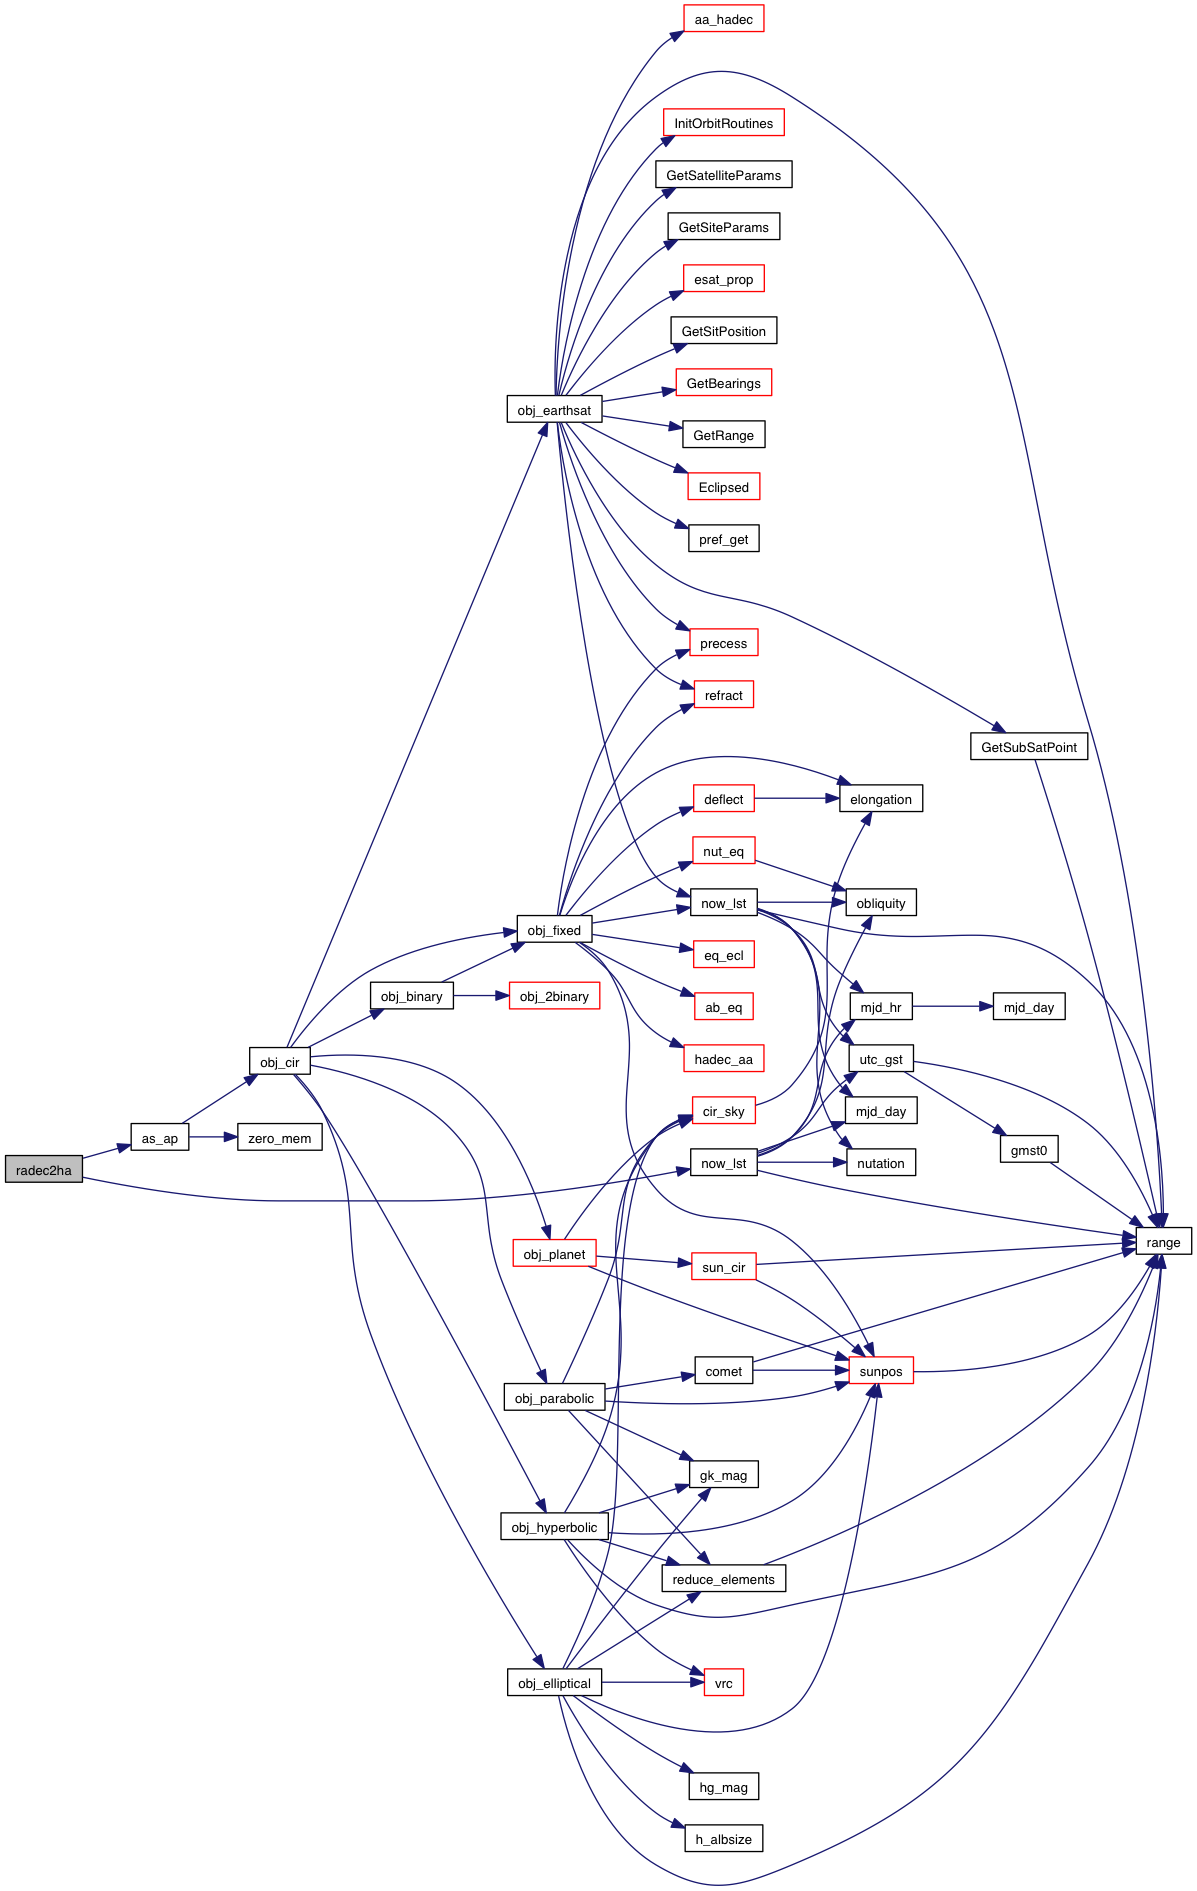 aa_hadec
InitOrbitRoutines
GetSatelliteParams
GetSiteParams
esat_prop
GetSitPosition
GetBearings
obj_earthsat
GetRange
Eclipsed
pref_get
precess
refract
GetSubSatPoint
deflect
elongation
nut_eq
now_lst
obliquity
obj_fixed
eq_ecl
obj_binary
obj_2binary
ab_eq
mjd_hr
mjd_day
obj_cir
hadec_aa
utc_gst
cir_sky
mjd_day
as_ap
zero_mem
gmst0
radec2ha
now_lst
nutation
range
obj_planet
sun_cir
comet
sunpos
obj_parabolic
gk_mag
obj_hyperbolic
reduce_elements
obj_elliptical
vrc
hg_mag
h_albsize